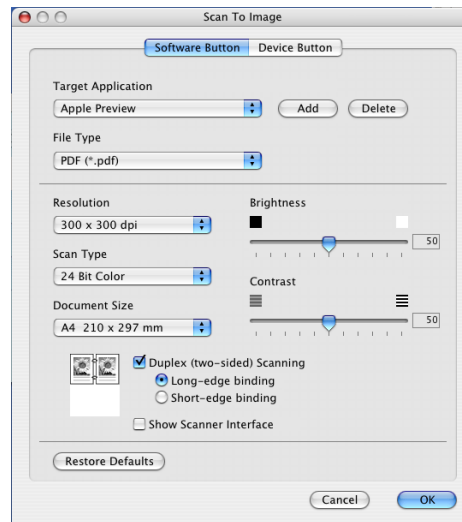 Scan To Image
Software Button Device Button
Target Application
Apple Preview Add Delete
File Type
PDF (*.pdf)
Resolution Brightness
300 x 300 dpi
50
Scan Type
24 Bit Color
Contrast
Document Size
A4 210 x 297 mm 50
Duplex (two-sided) Scanning
Long-edge binding
Short-edge binding
Show Scanner Interface
Restore Defaults
Cancel OK